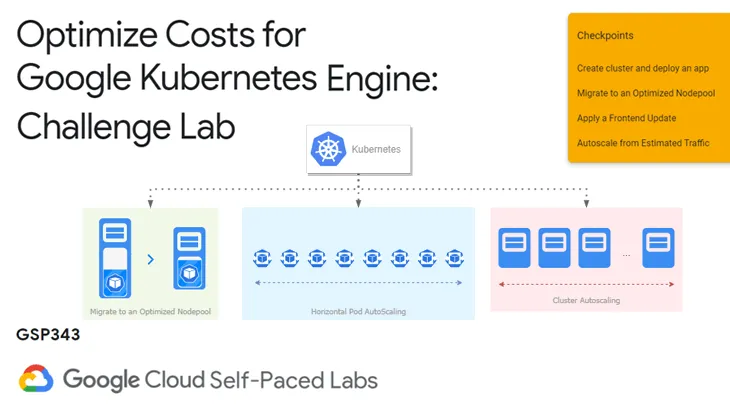 Optimize Costs for
Google Kubernetes Engine:
Challenge Lab
Checkpoints
Create cluster and deploy an app
Migrate to an Optimized Nodepool
Apply a Frontend Update
Autoscale from Estimated Traffic
Kubernetes
...
Migrate to an Optimized Nodepool
Horizontal Pod AutoScaling
Cluster Autoscaling
GSP343
Google Cloud Self-Paced Labs